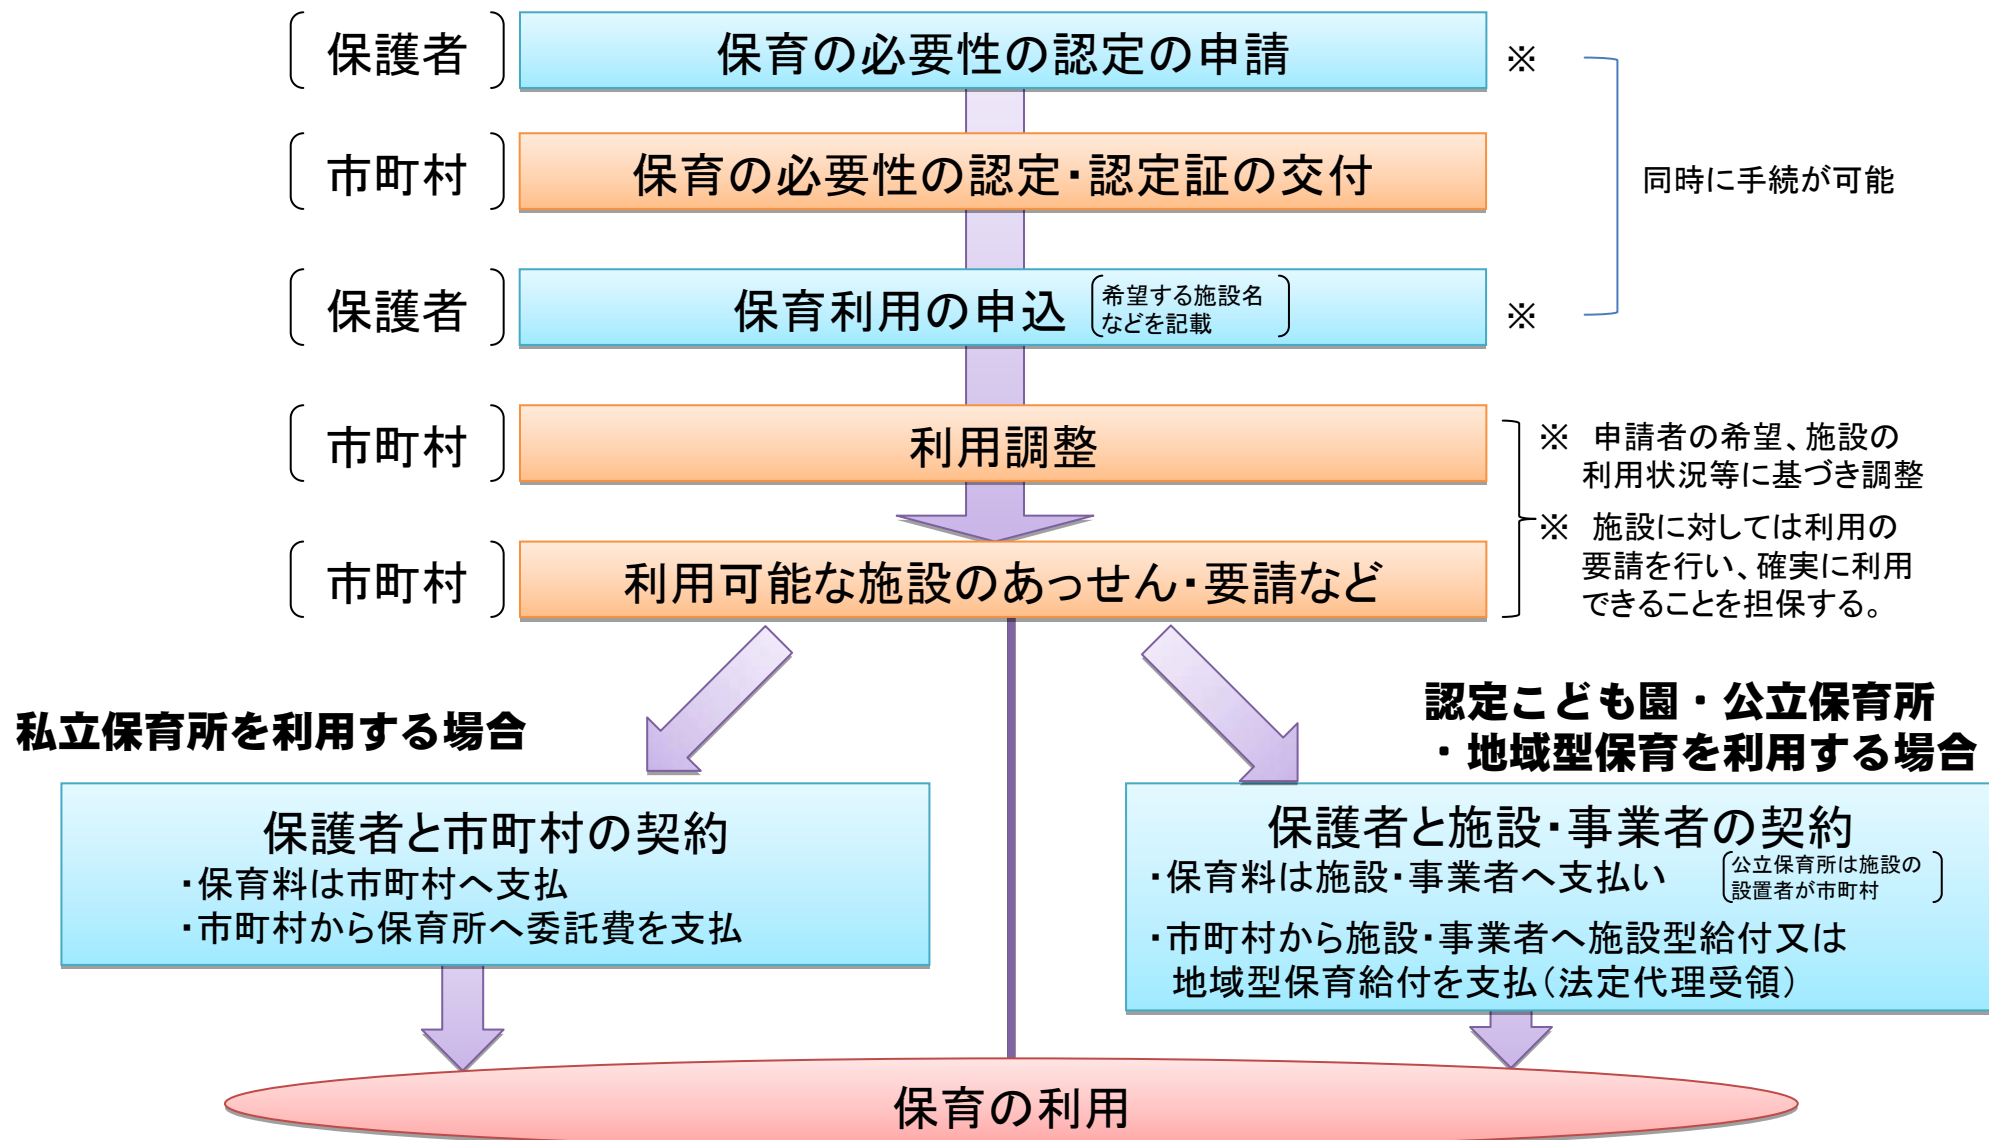 保護者 保育の必要性の認定の申請 ※
市町村 保育の必要性の認定・認定証の交付
同時に手続が可能
保護者 保育利用の申込 希望する施設名
などを記載
※
市町村 利用調整
※ 申請者の希望、施設の
利用状況等に基づき調整
※ 施設に対しては利用の
要請を行い、確実に利用
できることを担保する。
市町村 利用可能な施設のあっせん・要請など
私立保育所を利用する場合
保護者と市町村の契約
・保育料は市町村へ支払
・市町村から保育所へ委託費を支払
認定こども園・公立保育所
・地域型保育を利用する場合
保護者と施設・事業者の契約
・保育料は施設・事業者へ支払い
公立保育所は施設の
設置者が市町村
・市町村から施設・事業者へ施設型給付又は
地域型保育給付を支払(法定代理受領)
保育の利用